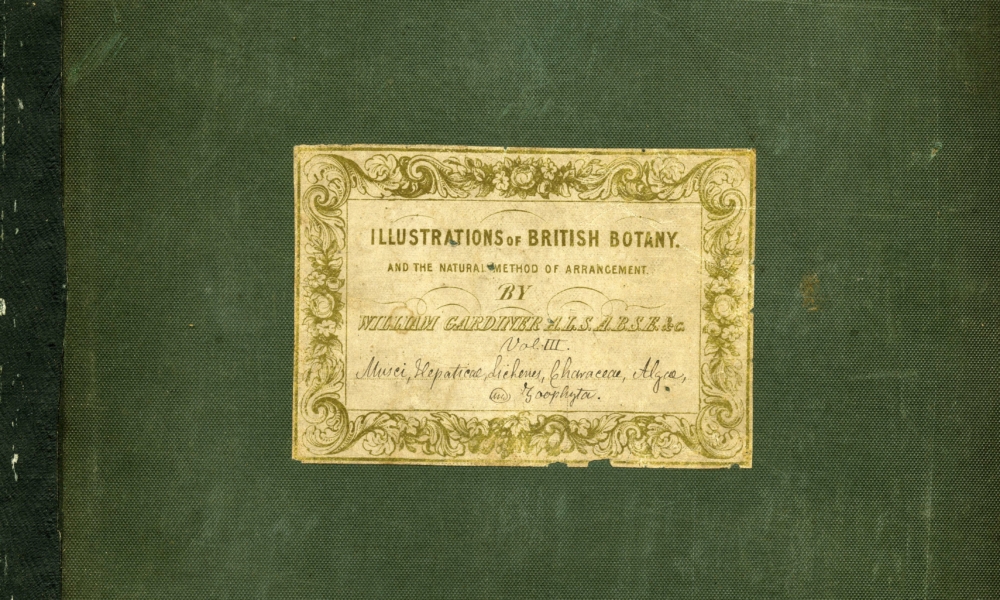 ILLUSTRATIONS OF BRITISH BOTANY.
AND THE NATURAL METHOD OF ARRANGEMENT.
BY
WILLIAM GARDINER A.L.S. A.B.S.E. &c.
Vol. III.
Musci, Hepaticæ, Lichenes, Characeae, Algæ,
and Zoophyta.